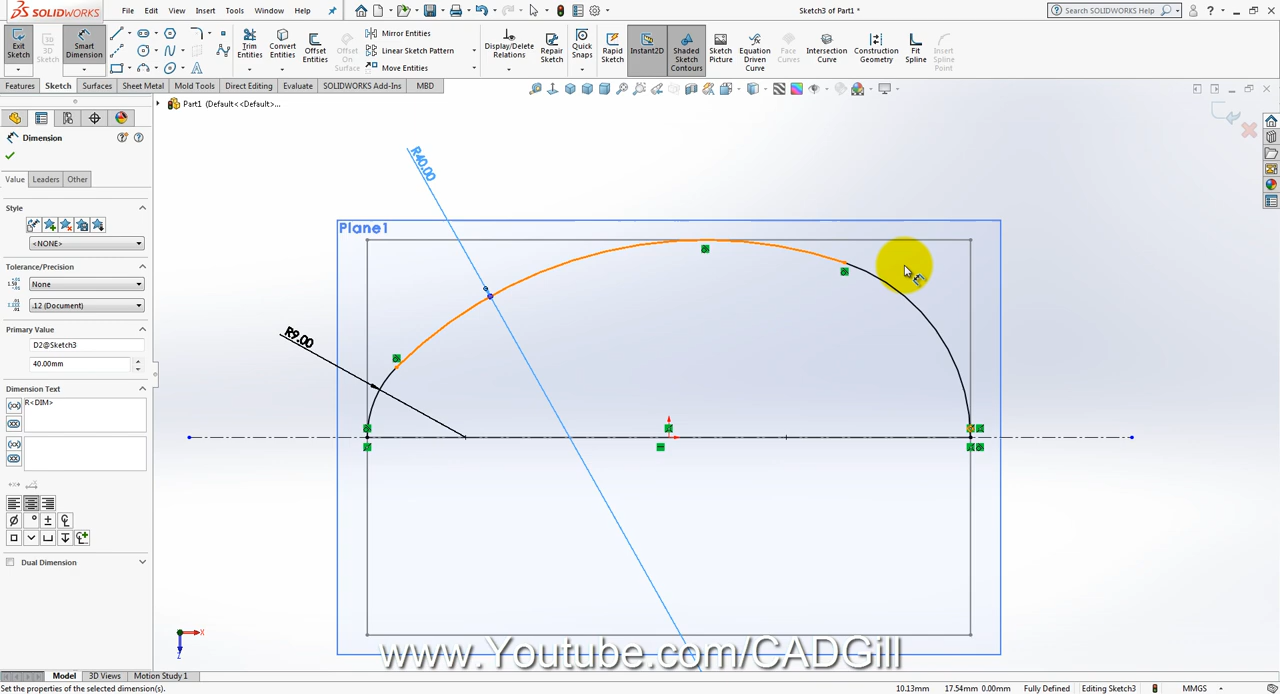 SOLIDWORKS
File Edit View Insert Tools Window Help
Sketch3 of Part1 *
Search SOLIDWORKS Help
Exit Sketch
3D Sketch
Smart Dimension
Trim Entities
Convert Entities
Offset Entities
Offset On Surface
Mirror Entities
Linear Sketch Pattern
Move Entities
Display/Delete Relations
Repair Sketch
Quick Snaps
Rapid Sketch
Instant2D
Shaded Sketch Contours
Sketch Picture
Equation Driven Curve
Face Curves
Intersection Curve
Construction Geometry
Fit Spline
Insert Spline Point
Features Sketch Surfaces Sheet Metal Mold Tools Direct Editing Evaluate SOLIDWORKS Add-Ins MBD
Part1 (Default<<Default>...
Dimension
Value Leaders Other
Style
<NONE>
Tolerance/Precision
None
.12 (Document)
Primary Value
D2@Sketch3
40.00mm
Dimension Text
R<DIM>
Dual Dimension
R40.00
Plane1
R9.00
X
Z
www.Youtube.com/CADGill
Model 3D Views Motion Study 1
Set the properties of the selected dimension(s).
10.13mm 17.54mm 0.00mm Fully Defined Editing Sketch3 MMGS